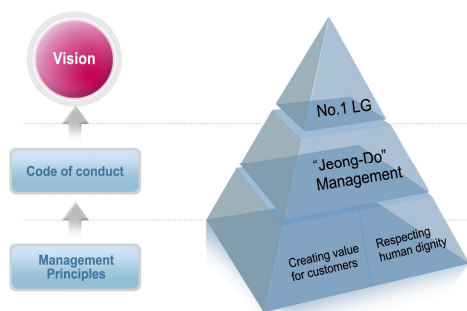 Vision
No.1 LG
Code of conduct
“Jeong-Do”
Management
Management
Principles
Creating value
for customers
Respecting
human dignity